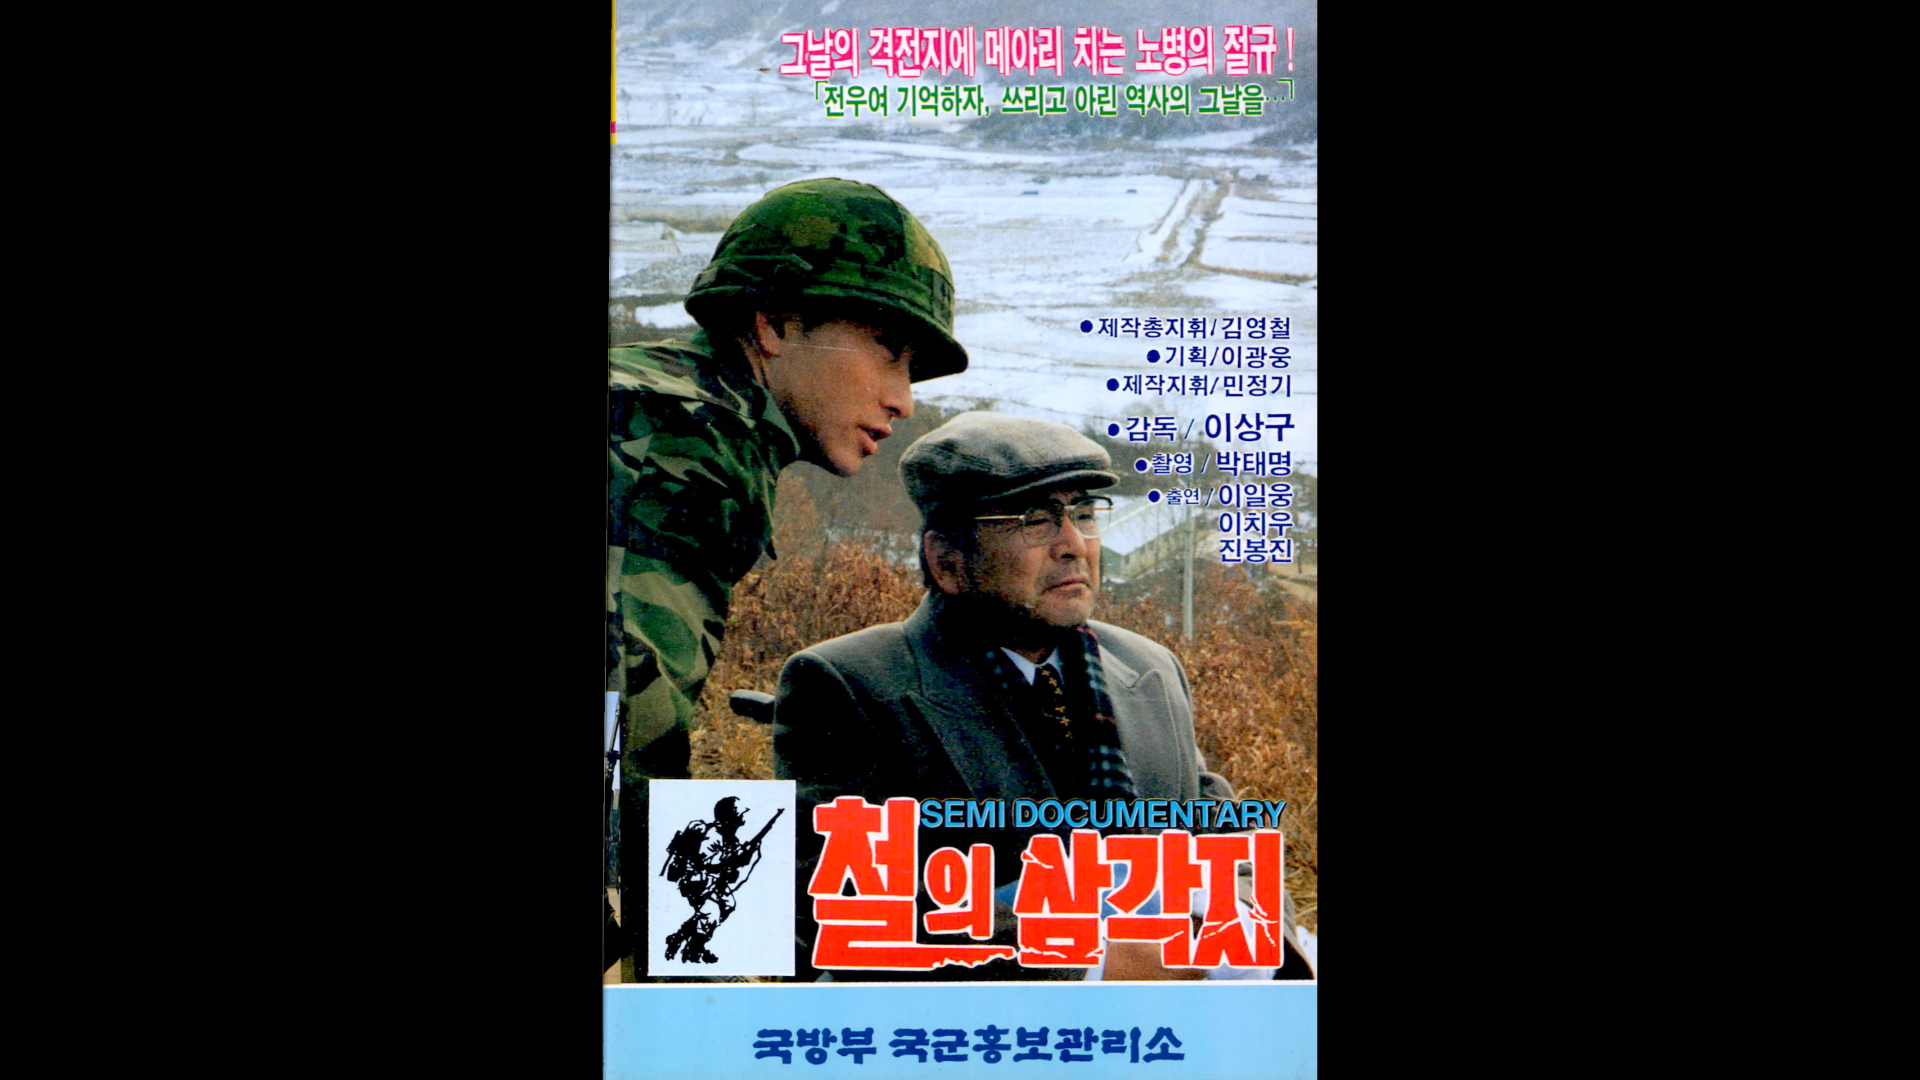 그날의 격전지에 메아리 치는 노병의 절규!
「전우여 기억하자, 쓰리고 아린 역사의 그날을…」
●제작총지휘/김영철
●기획/이광웅
●제작지휘/민정기
●감독/이상구
●촬영/박태명
●출연/이일웅
이치우
진봉진
SEMI DOCUMENTARY
철의 삼각지
국방부 국군홍보관리소